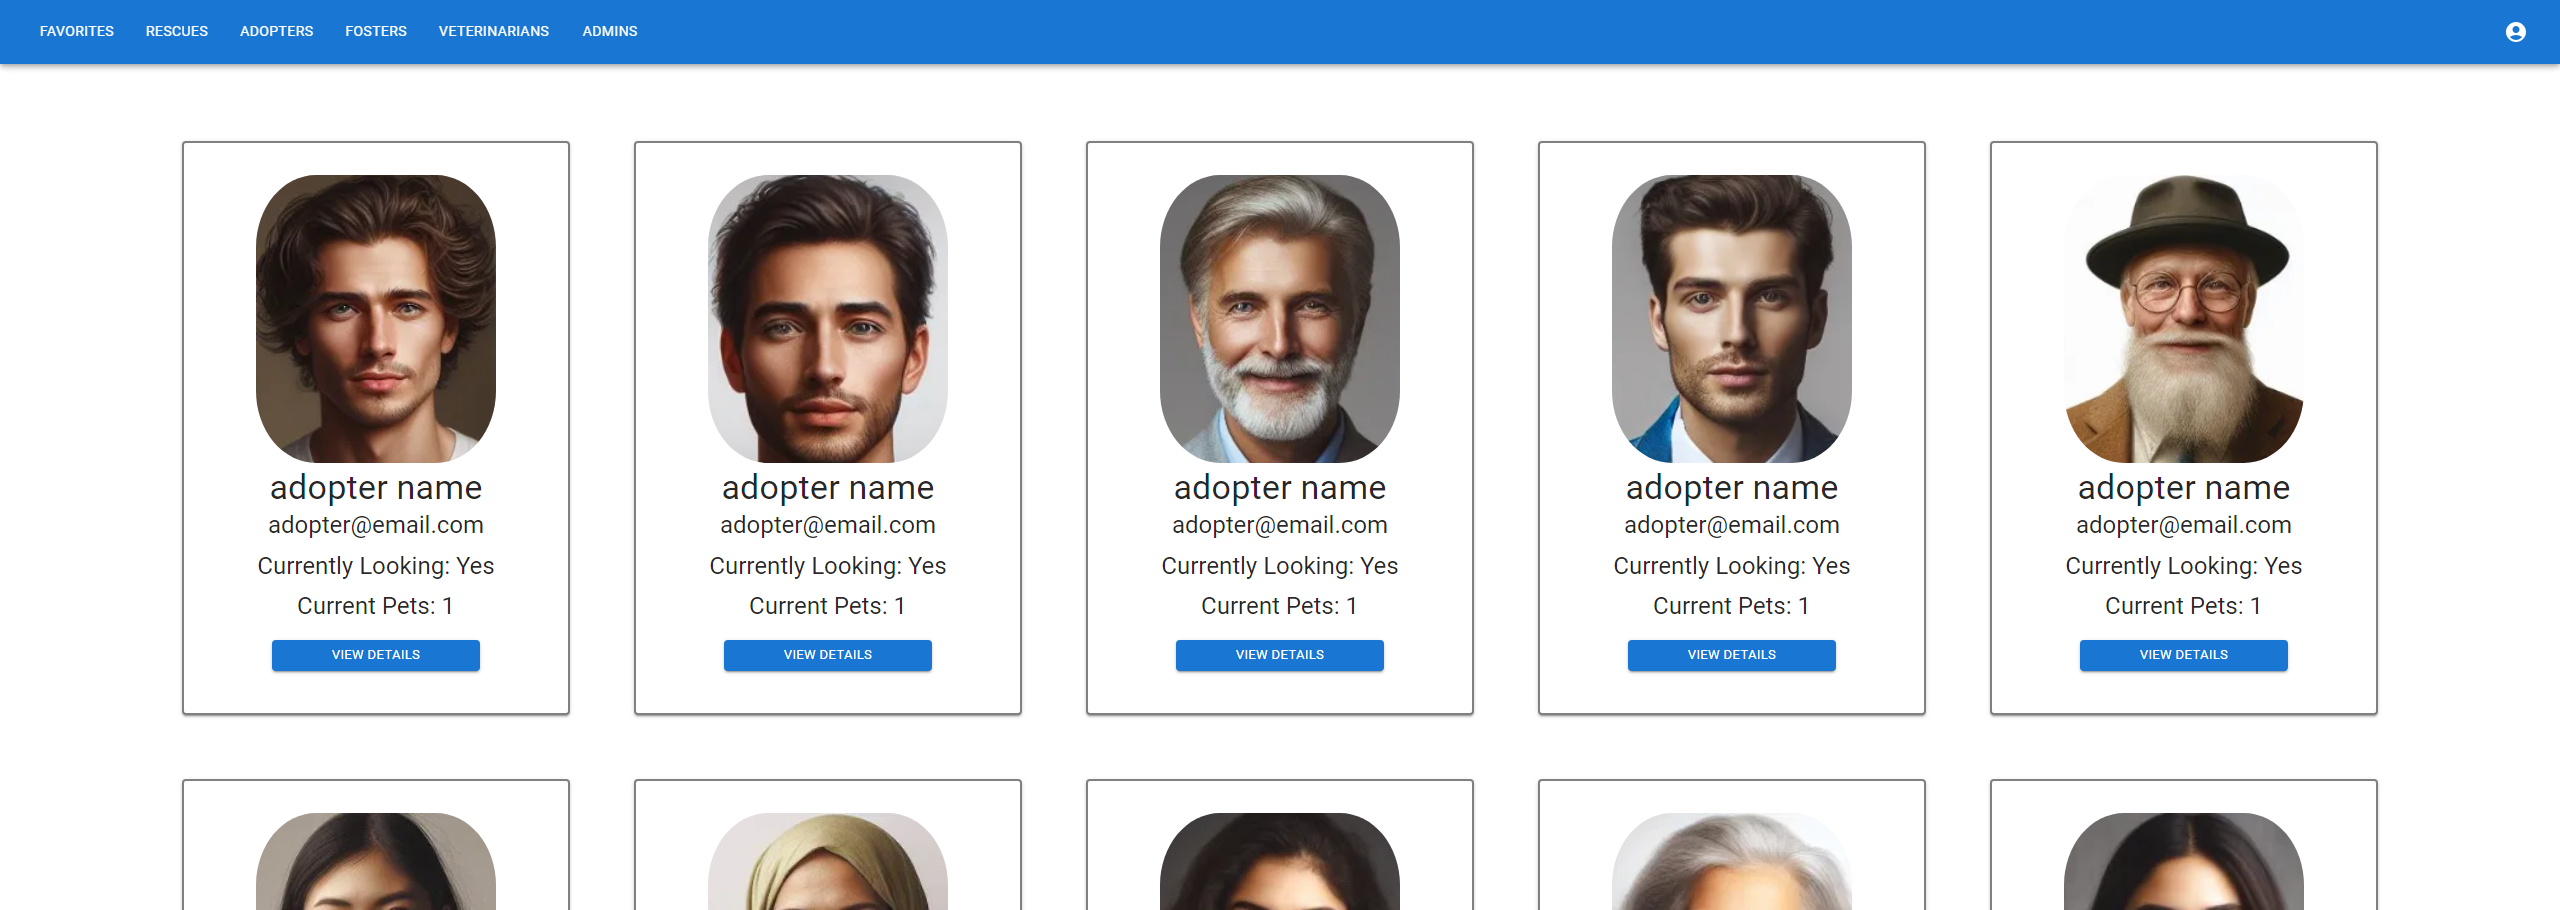 FAVORITES RESCUES ADOPTERS FOSTERS VETERINARIANS ADMINS
adopter name
adopter@email.com
Currently Looking: Yes
Current Pets: 1
VIEW DETAILS
adopter name
adopter@email.com
Currently Looking: Yes
Current Pets: 1
VIEW DETAILS
adopter name
adopter@email.com
Currently Looking: Yes
Current Pets: 1
VIEW DETAILS
adopter name
adopter@email.com
Currently Looking: Yes
Current Pets: 1
VIEW DETAILS
adopter name
adopter@email.com
Currently Looking: Yes
Current Pets: 1
VIEW DETAILS